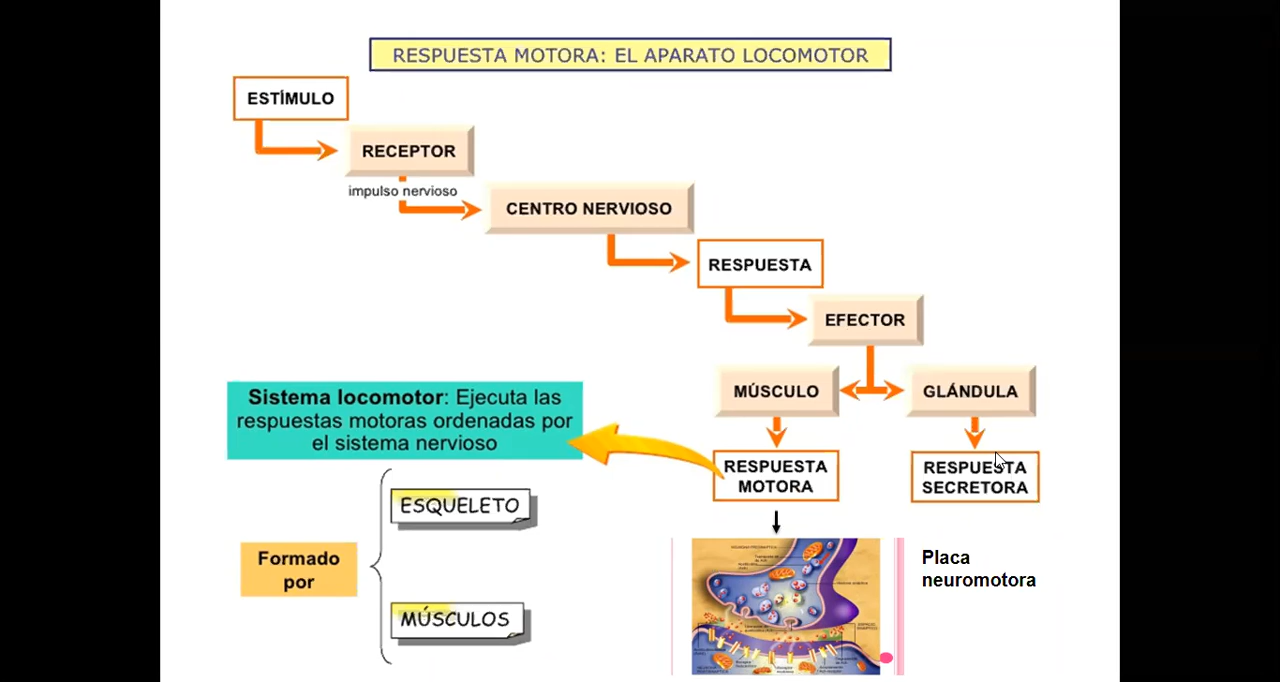 RESPUESTA MOTORA: EL APARATO LOCOMOTOR
ESTÍMULO
RECEPTOR
impulso nervioso
CENTRO NERVIOSO
RESPUESTA
EFECTOR
MÚSCULO
GLÁNDULA
Sistema locomotor: Ejecuta las
respuestas motoras ordenadas por
el sistema nervioso
RESPUESTA
MOTORA
RESPUESTA
SECRETORA
ESQUELETO
Formado
por
MÚSCULOS
Placa
neuromotora